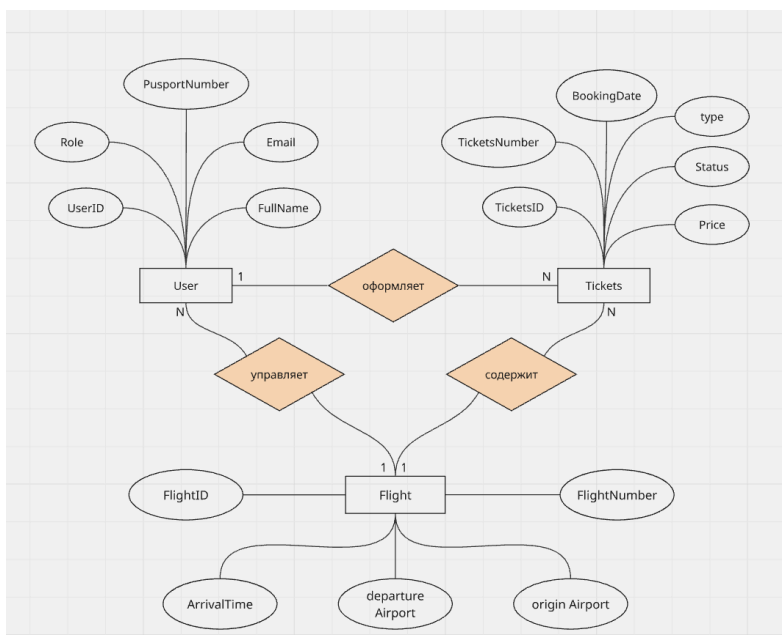 PusportNumber
BookingDate
type
Role
Email
TicketsNumber
Status
UserID
FullName
TicketsID
Price
User
1
оформляет
N
Tickets
N
N
управляет
содержит
1
1
FlightID
Flight
FlightNumber
ArrivalTime
departure
Airport
origin Airport